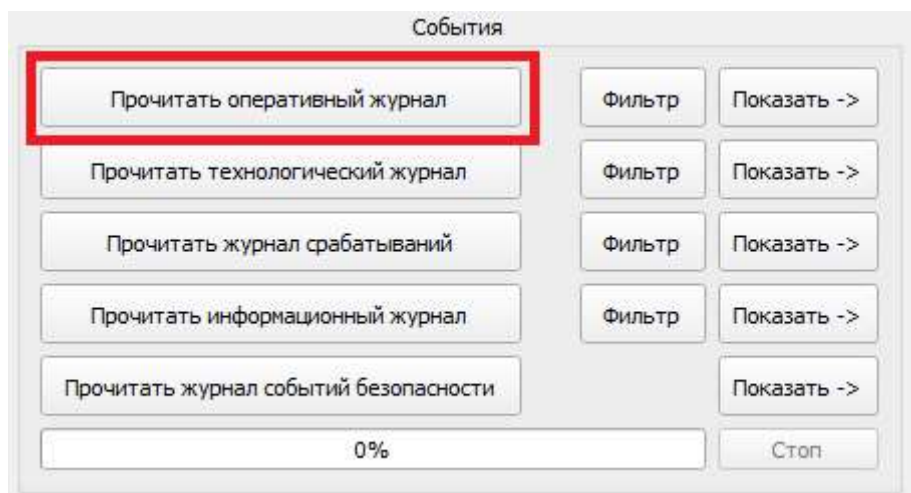 События
Прочитать оперативный журнал Фильтр Показать ->
Прочитать технологический журнал Фильтр Показать ->
Прочитать журнал срабатываний Фильтр Показать ->
Прочитать информационный журнал Фильтр Показать ->
Прочитать журнал событий безопасности Показать ->
0% Стоп